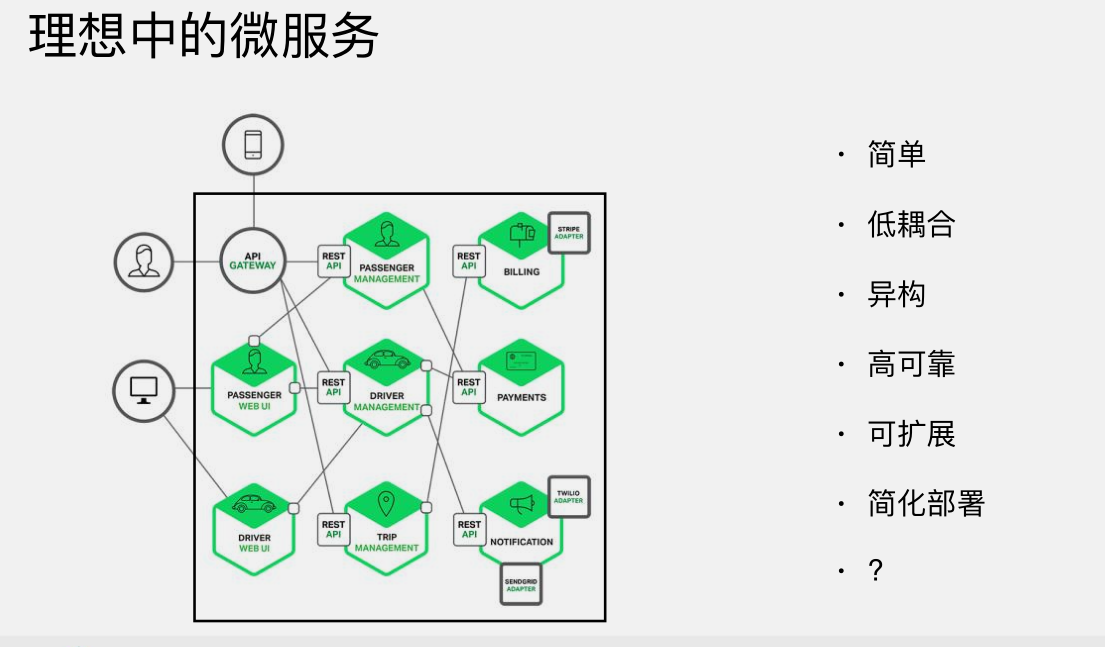 理想中的微服务
API
GATEWAY
REST
API
PASSENGER
MANAGEMENT
REST
API
BILLING
STRIPE
ADAPTER
PASSENGER
WEB UI
REST
API
DRIVER
MANAGEMENT
REST
API
PAYMENTS
DRIVER
WEB UI
REST
API
TRIP
MANAGEMENT
REST
API
NOTIFICATION
TWILIO
ADAPTER
SENDGRID
ADAPTER
· 简单
· 低耦合
· 异构
· 高可靠
· 可扩展
· 简化部署
· ?